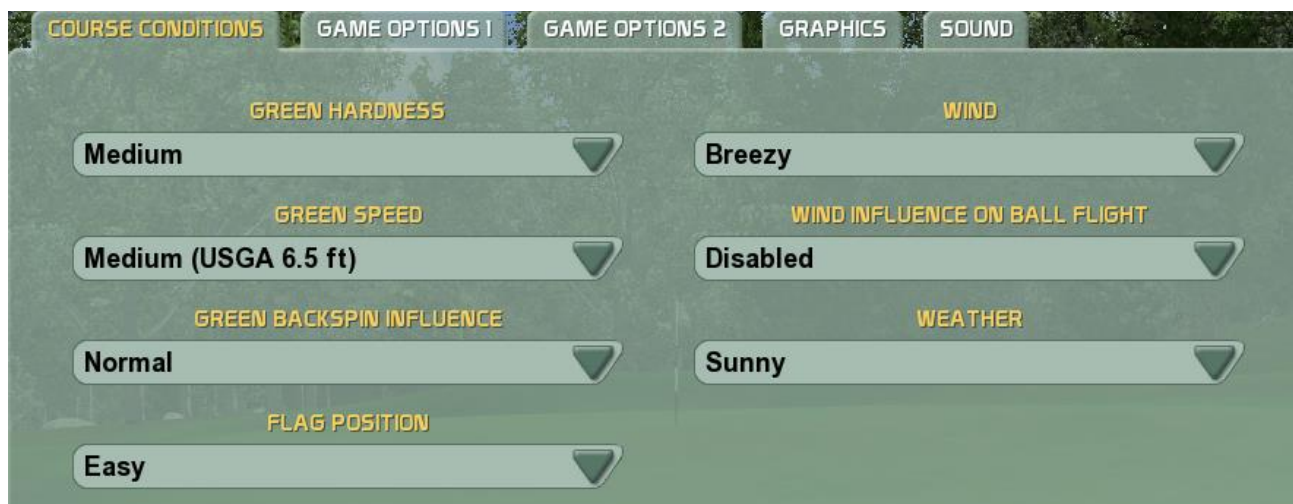 COURSE CONDITIONS GAME OPTIONS 1 GAME OPTIONS 2 GRAPHICS SOUND
GREEN HARDNESS
Medium
GREEN SPEED
Medium (USGA 6.5 ft)
GREEN BACKSPIN INFLUENCE
Normal
FLAG POSITION
Easy
WIND
Breezy
WIND INFLUENCE ON BALL FLIGHT
Disabled
WEATHER
Sunny